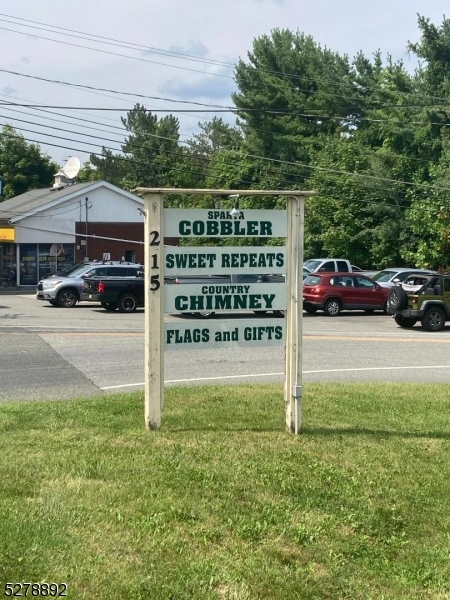 215
SPARTA
COBBLER
SWEET REPEATS
COUNTRY
CHIMNEY
FLAGS and GIFTS
5278892